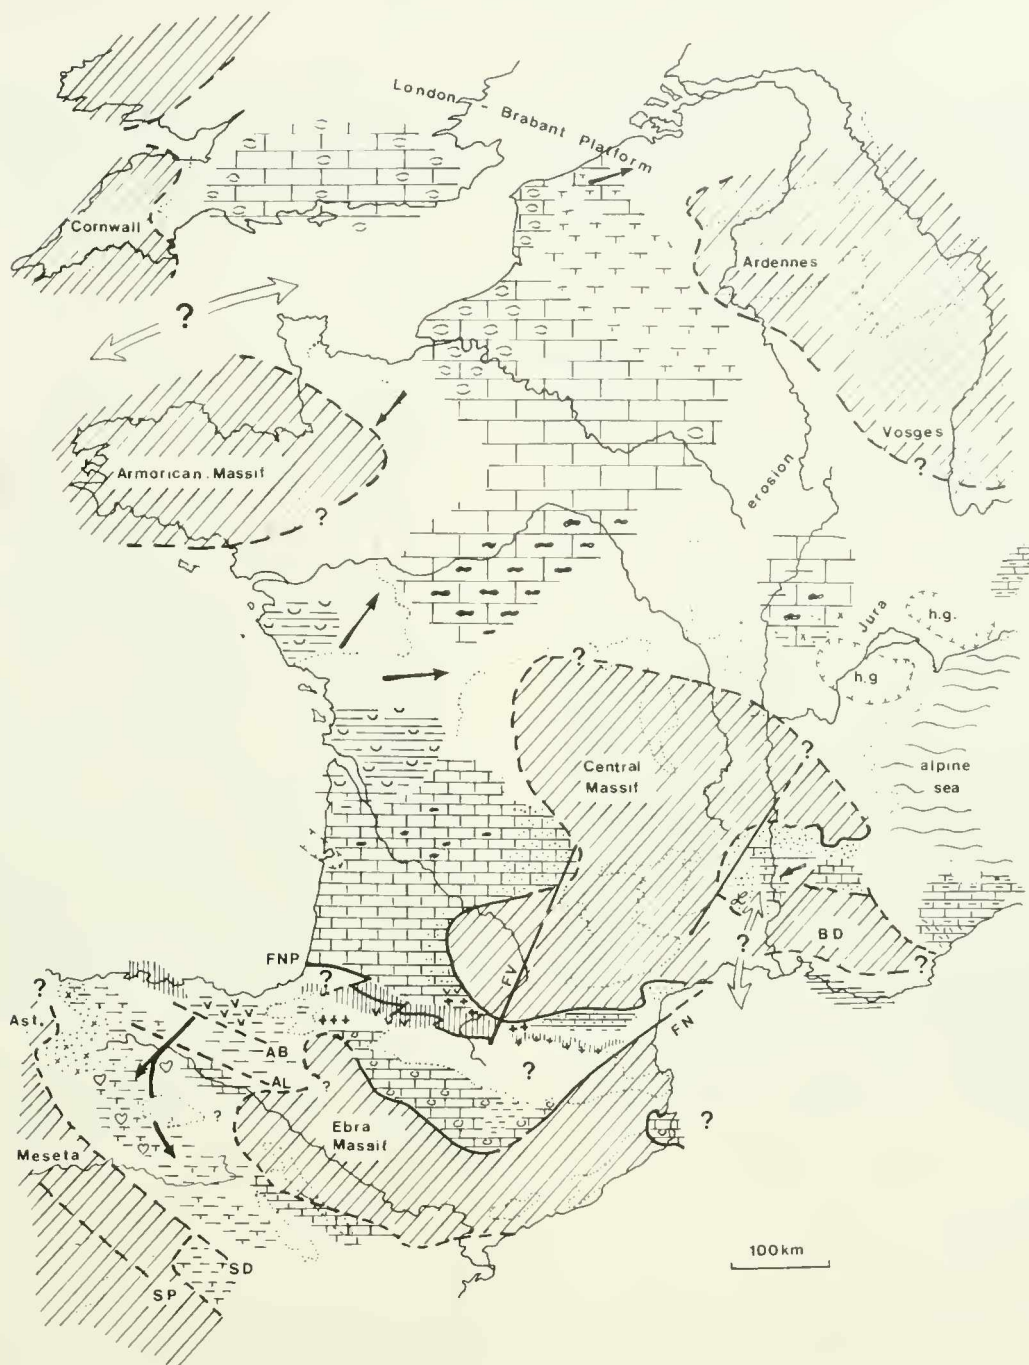 London - Brabant Platform
Cornwall
Ardennes
?
Vosges
?
Armorican Massif
?
erosion
Jura
h.g.
h.g
?
alpine
sea
Central
Massif
?
BD
?
?
FNP
?
FV
FN
?
Ast.
AB
AL
?
?
?
Ebra
Massif
?
Meseta
SD
SP
100km